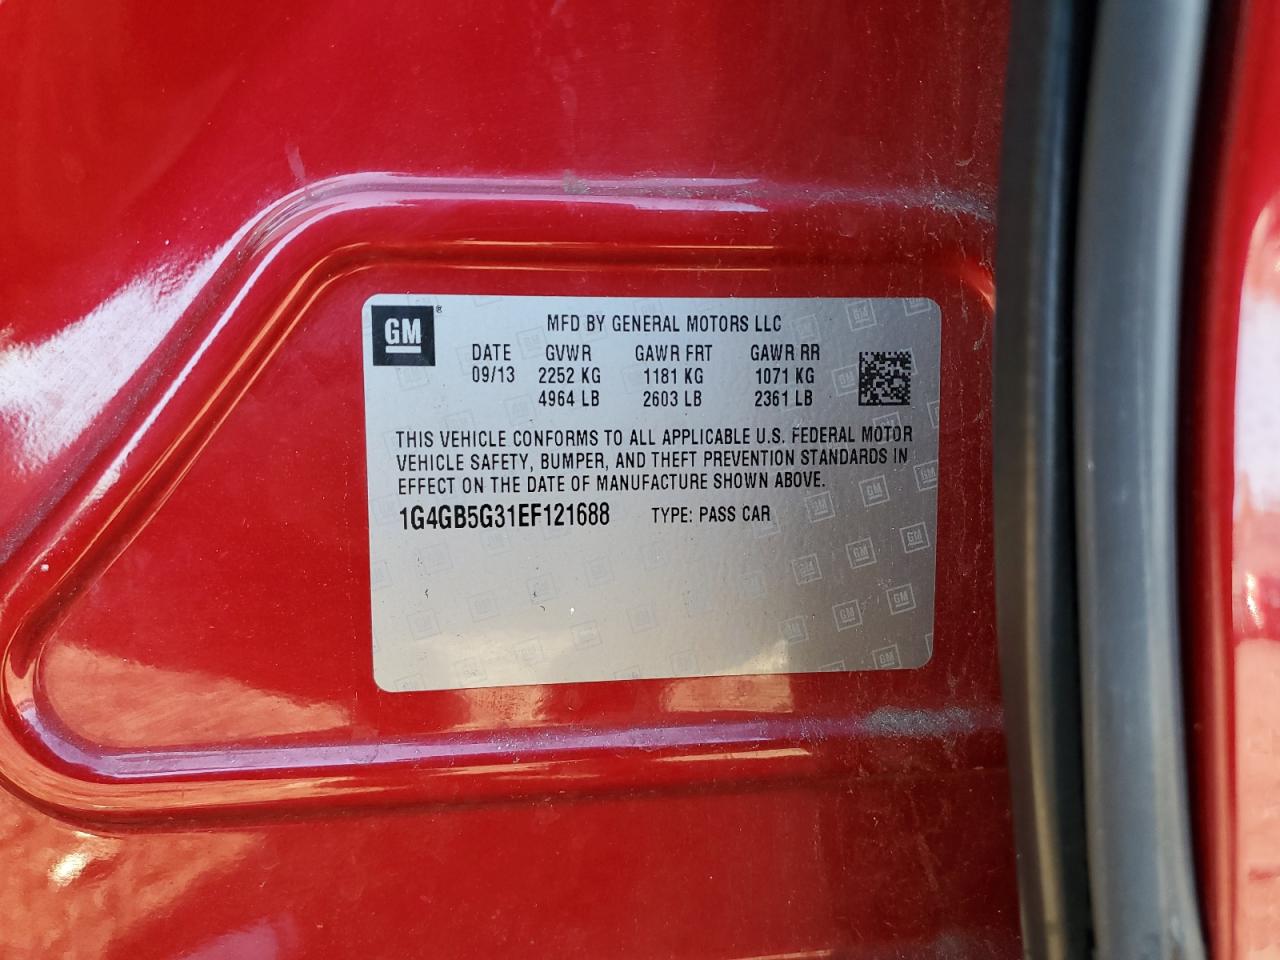 GM®
MFD BY GENERAL MOTORS LLC
DATE GVWR GAWR FRT GAWR RR
09/13 2252 KG 1181 KG 1071 KG
4964 LB 2603 LB 2361 LB
THIS VEHICLE CONFORMS TO ALL APPLICABLE U.S. FEDERAL MOTOR
VEHICLE SAFETY, BUMPER, AND THEFT PREVENTION STANDARDS IN
EFFECT ON THE DATE OF MANUFACTURE SHOWN ABOVE.
1G4GB5G31EF121688 TYPE: PASS CAR